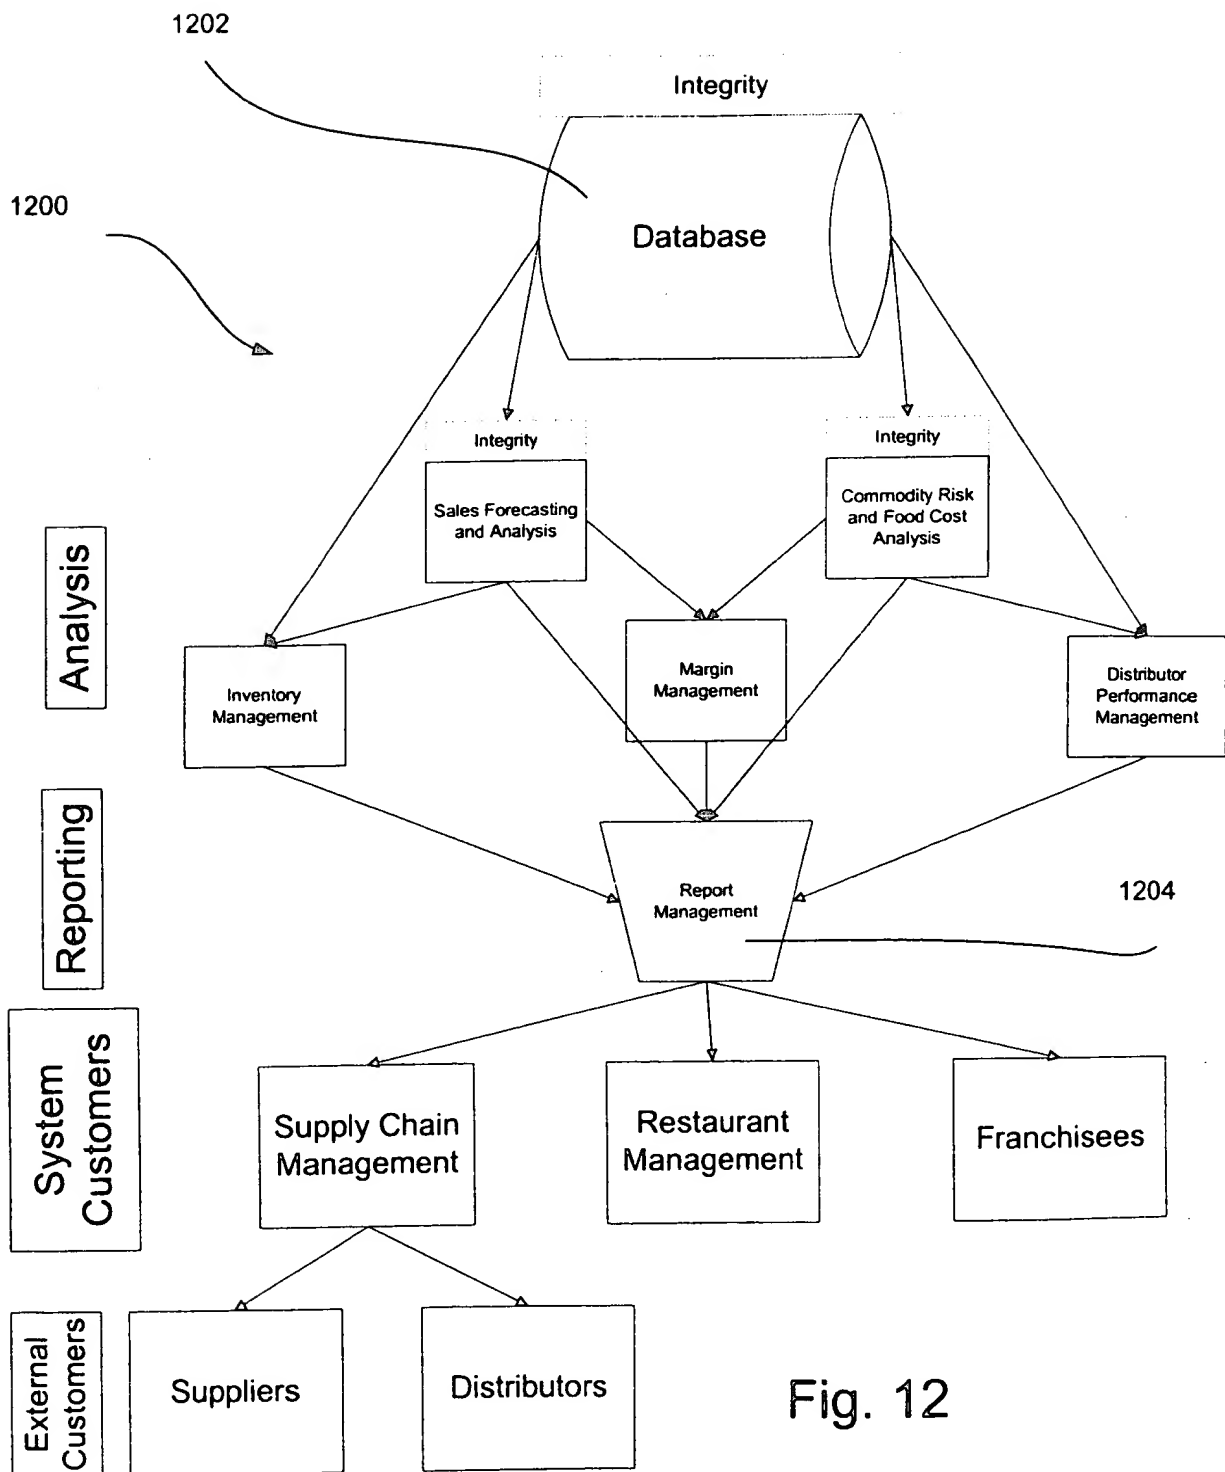 1202
Integrity
1200
Database
Integrity
Integrity
Sales Forecasting
and Analysis
Commodity Risk
and Food Cost
Analysis
Analysis
Inventory
Management
Margin
Management
Distributor
Performance
Management
Reporting
Report
Management
1204
System
Customers
Supply Chain
Management
Restaurant
Management
Franchisees
External
Customers
Suppliers
Distributors
Fig. 12